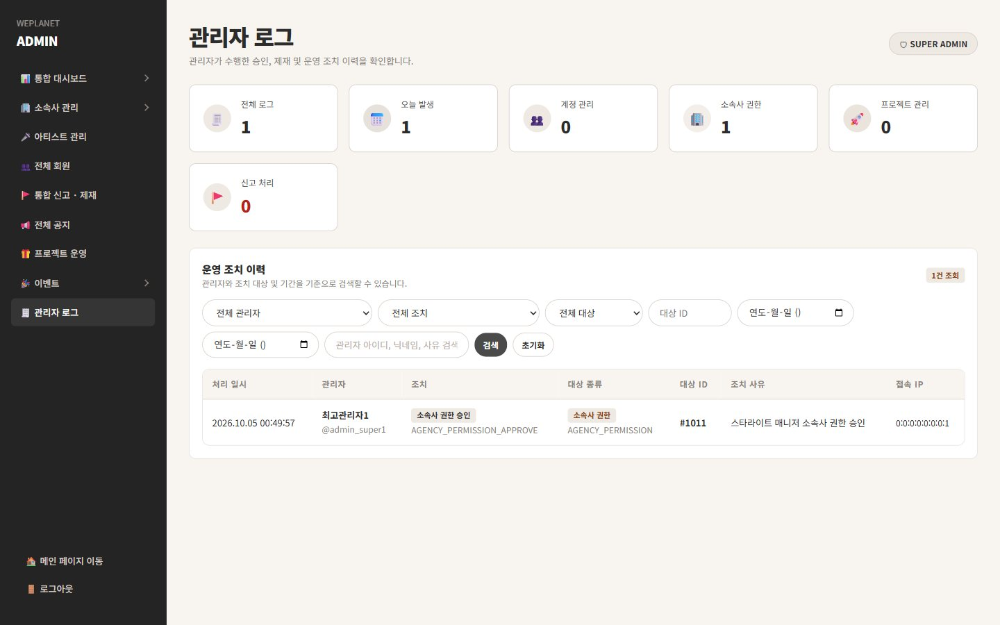 WEPLANET
ADMIN
통합 대시보드
소속사 관리
아티스트 관리
전체 회원
통합 신고 · 제재
전체 공지
프로젝트 운영
이벤트
관리자 로그
메인 페이지 이동
로그아웃
관리자 로그
관리자가 수행한 승인, 제재 및 운영 조치 이력을 확인합니다.
SUPER ADMIN
전체 로그
1
오늘 발생
1
계정 관리
0
소속사 권한
1
프로젝트 관리
0
신고 처리
0
운영 조치 이력
관리자와 조치 대상 및 기간을 기준으로 검색할 수 있습니다.
1건 조회
전체 관리자 전체 조치 전체 대상 대상 ID 연도-월-일 ()
연도-월-일 () 관리자 아이디, 닉네임, 사유 검색 검색 초기화
처리 일시 관리자 조치 대상 종류 대상 ID 조치 사유 접속 IP
2026.10.05 00:49:57
최고관리자1
@admin_super1
소속사 권한 승인
AGENCY_PERMISSION_APPROVE
소속사 권한
AGENCY_PERMISSION
#1011
스타라이트 매니저 소속사 권한 승인
0:0:0:0:0:0:0:1